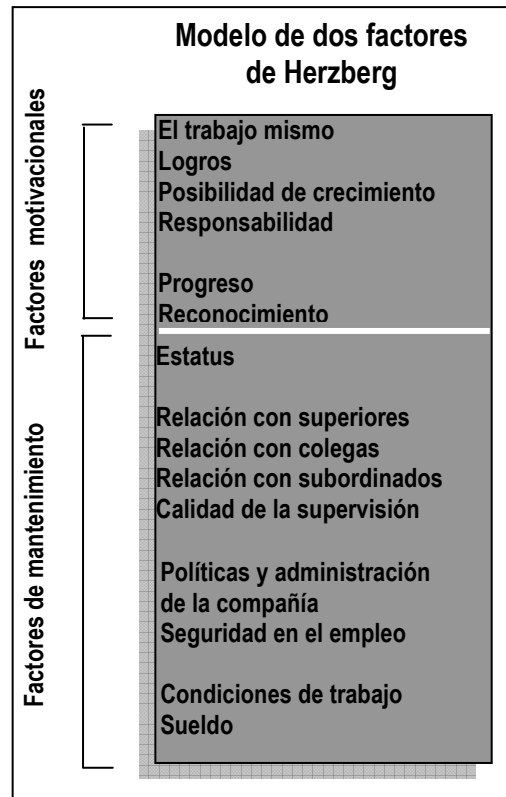 Modelo de dos factores
de Herzberg
Factores motivacionales
El trabajo mismo
Logros
Posibilidad de crecimiento
Responsabilidad
Progreso
Reconocimiento
Factores de mantenimiento
Estatus
Relación con superiores
Relación con colegas
Relación con subordinados
Calidad de la supervisión
Políticas y administración
de la compañía
Seguridad en el empleo
Condiciones de trabajo
Sueldo